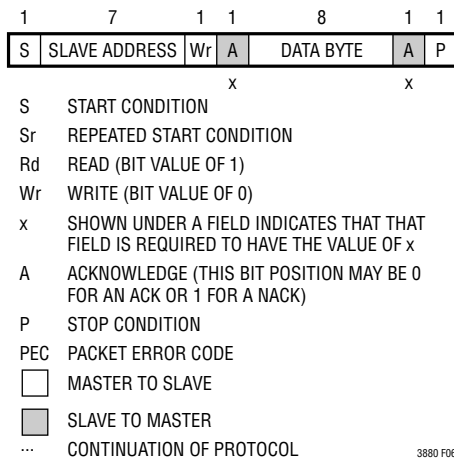 1 7 1 1 8 1 1
S SLAVE ADDRESS Wr A DATA BYTE A P
x x
S START CONDITION
Sr REPEATED START CONDITION
Rd READ (BIT VALUE OF 1)
Wr WRITE (BIT VALUE OF 0)
x SHOWN UNDER A FIELD INDICATES THAT THAT
FIELD IS REQUIRED TO HAVE THE VALUE OF x
A ACKNOWLEDGE (THIS BIT POSITION MAY BE 0
FOR AN ACK OR 1 FOR A NACK)
P STOP CONDITION
PEC PACKET ERROR CODE
MASTER TO SLAVE
SLAVE TO MASTER
... CONTINUATION OF PROTOCOL
3880 F06